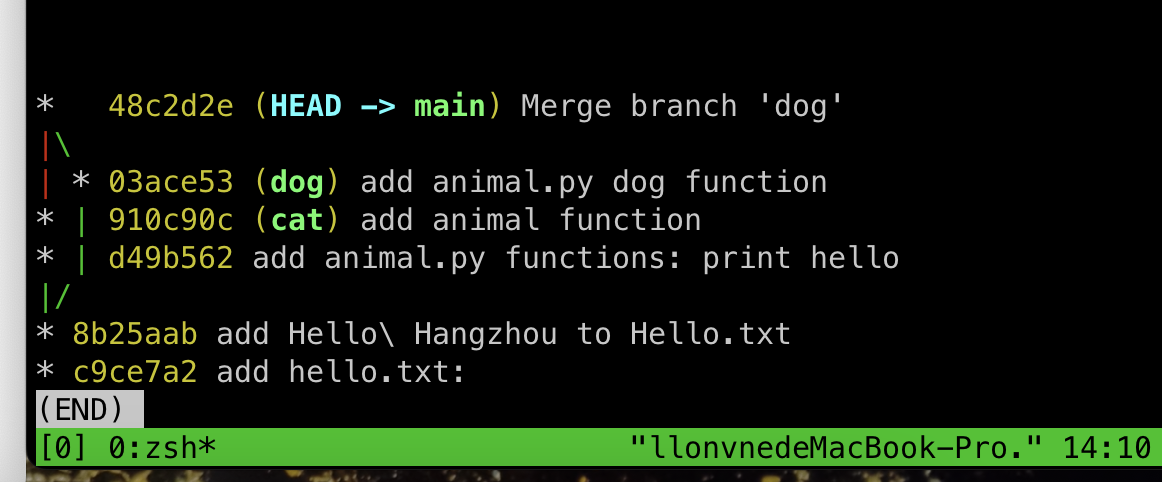 *   48c2d2e (HEAD -> main) Merge branch 'dog'
|\
| * 03ace53 (dog) add animal.py dog function
* | 910c90c (cat) add animal function
* | d49b562 add animal.py functions: print hello
|/
* 8b25aab add Hello\ Hangzhou to Hello.txt
* c9ce7a2 add hello.txt:
(END)
[0] 0:zsh* "llonvnedeMacBook-Pro." 14:10